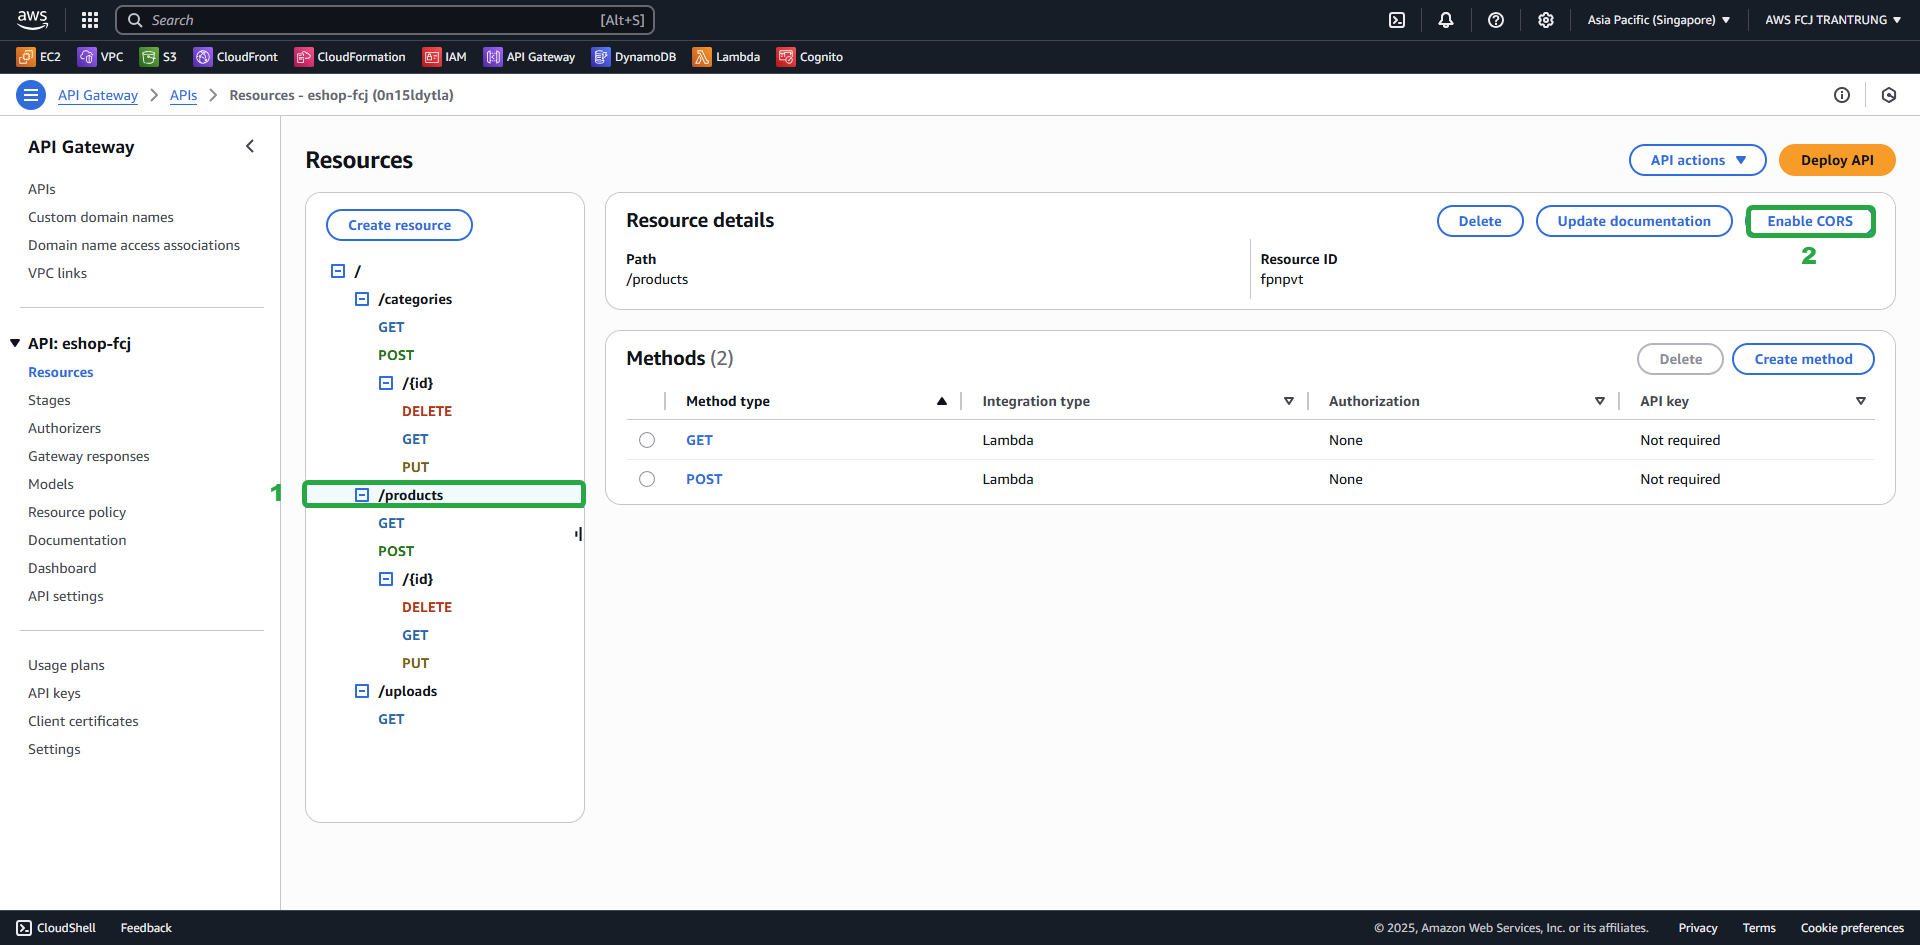 aws
Search [Alt+S]
Asia Pacific (Singapore)
AWS FCJ TRANTRUNG
EC2 VPC S3 CloudFront CloudFormation IAM API Gateway DynamoDB Lambda Cognito
API Gateway APIs Resources - eshop-fcj (0n15ldytla)
API Gateway
APIs
Custom domain names
Domain name access associations
VPC links
API: eshop-fcj
Resources
Stages
Authorizers
Gateway responses
Models
Resource policy
Documentation
Dashboard
API settings
Usage plans
API keys
Client certificates
Settings
Resources
API actions Deploy API
Create resource
/
/categories
GET
POST
/{id}
DELETE
GET
PUT
1 /products
GET
POST
/{id}
DELETE
GET
PUT
/uploads
GET
Resource details
Delete Update documentation Enable CORS
2
Path
/products
Resource ID
fpnpvt
Methods (2)
Delete Create method
Method type Integration type Authorization API key
GET Lambda None Not required
POST Lambda None Not required
CloudShell Feedback
© 2025, Amazon Web Services, Inc. or its affiliates. Privacy Terms Cookie preferences